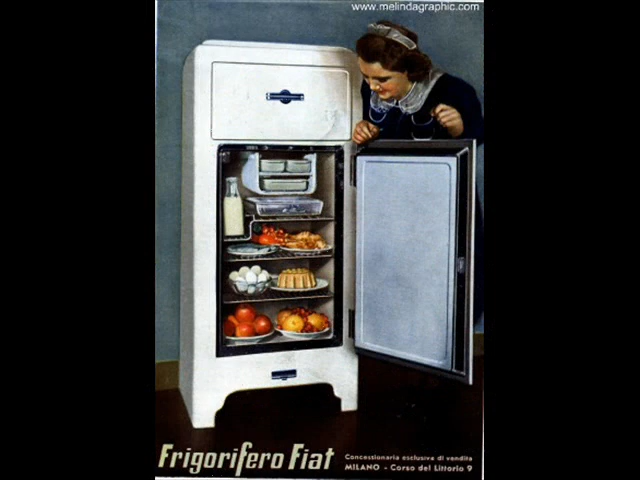 www.melindagraphic.com
Frigorifero Fiat
Concessionaria esclusiva di vendita
MILANO - Corso del Littorio 9